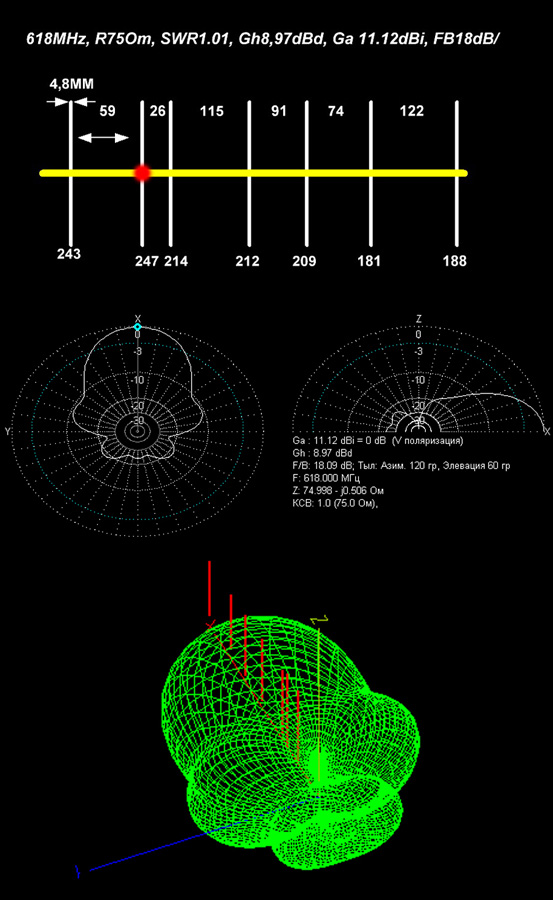 618MHz, R75Om, SWR1.01, Gh8,97dBd, Ga 11.12dBi, FB18dB/
4,8MM
59 26 115 91 74 122
243 247 214 212 209 181 188
X
0
-3
-10
-20
-30
Y
Z
0
-3
-10
-20
-30
X
Ga : 11.12 dBi = 0 dB (V поляризация)
Gh : 8.97 dBd
F/B: 18.09 dB; Тыл: Азим. 120 гр, Элевация 60 гр
F: 618.000 МГц
Z: 74.998 - j0.506 Ом
КСВ: 1.0 (75.0 Ом),
Z
X
Y